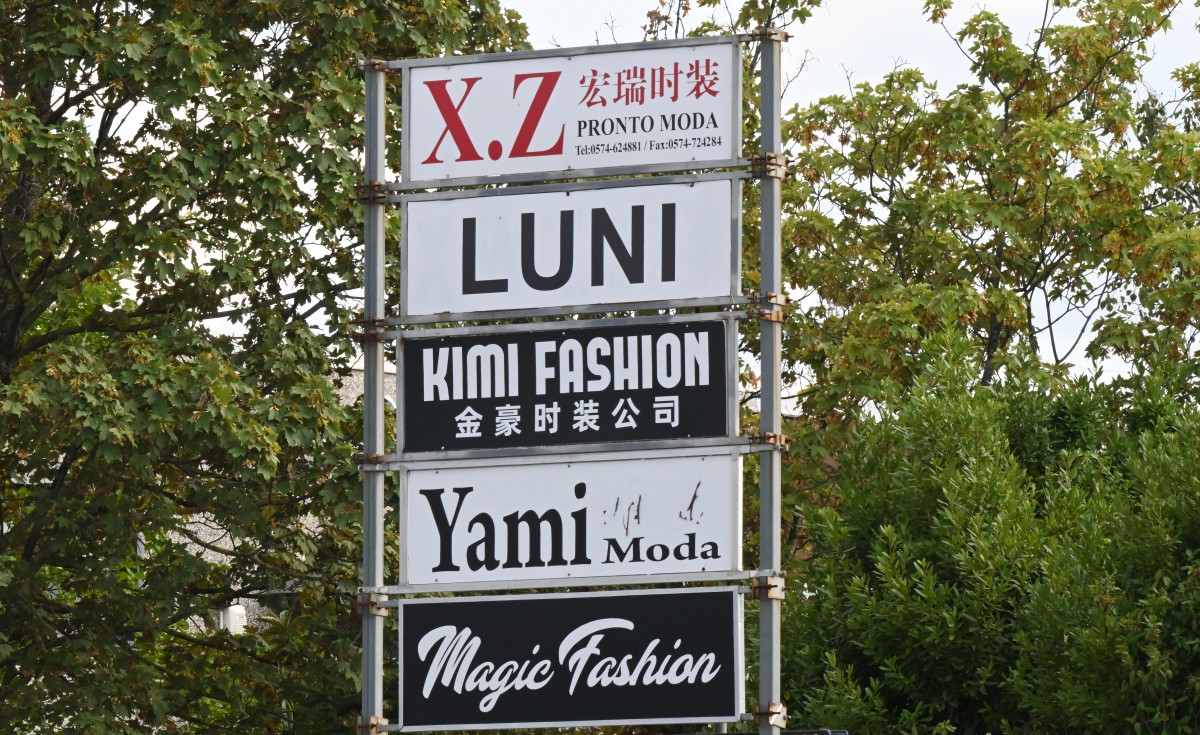 X.Z
宏瑞时装
PRONTO MODA
Tel:0574-624881 / Fax:0574-724284
LUNI
KIMI FASHION
金豪时装公司
Yami
Moda
Magic Fashion